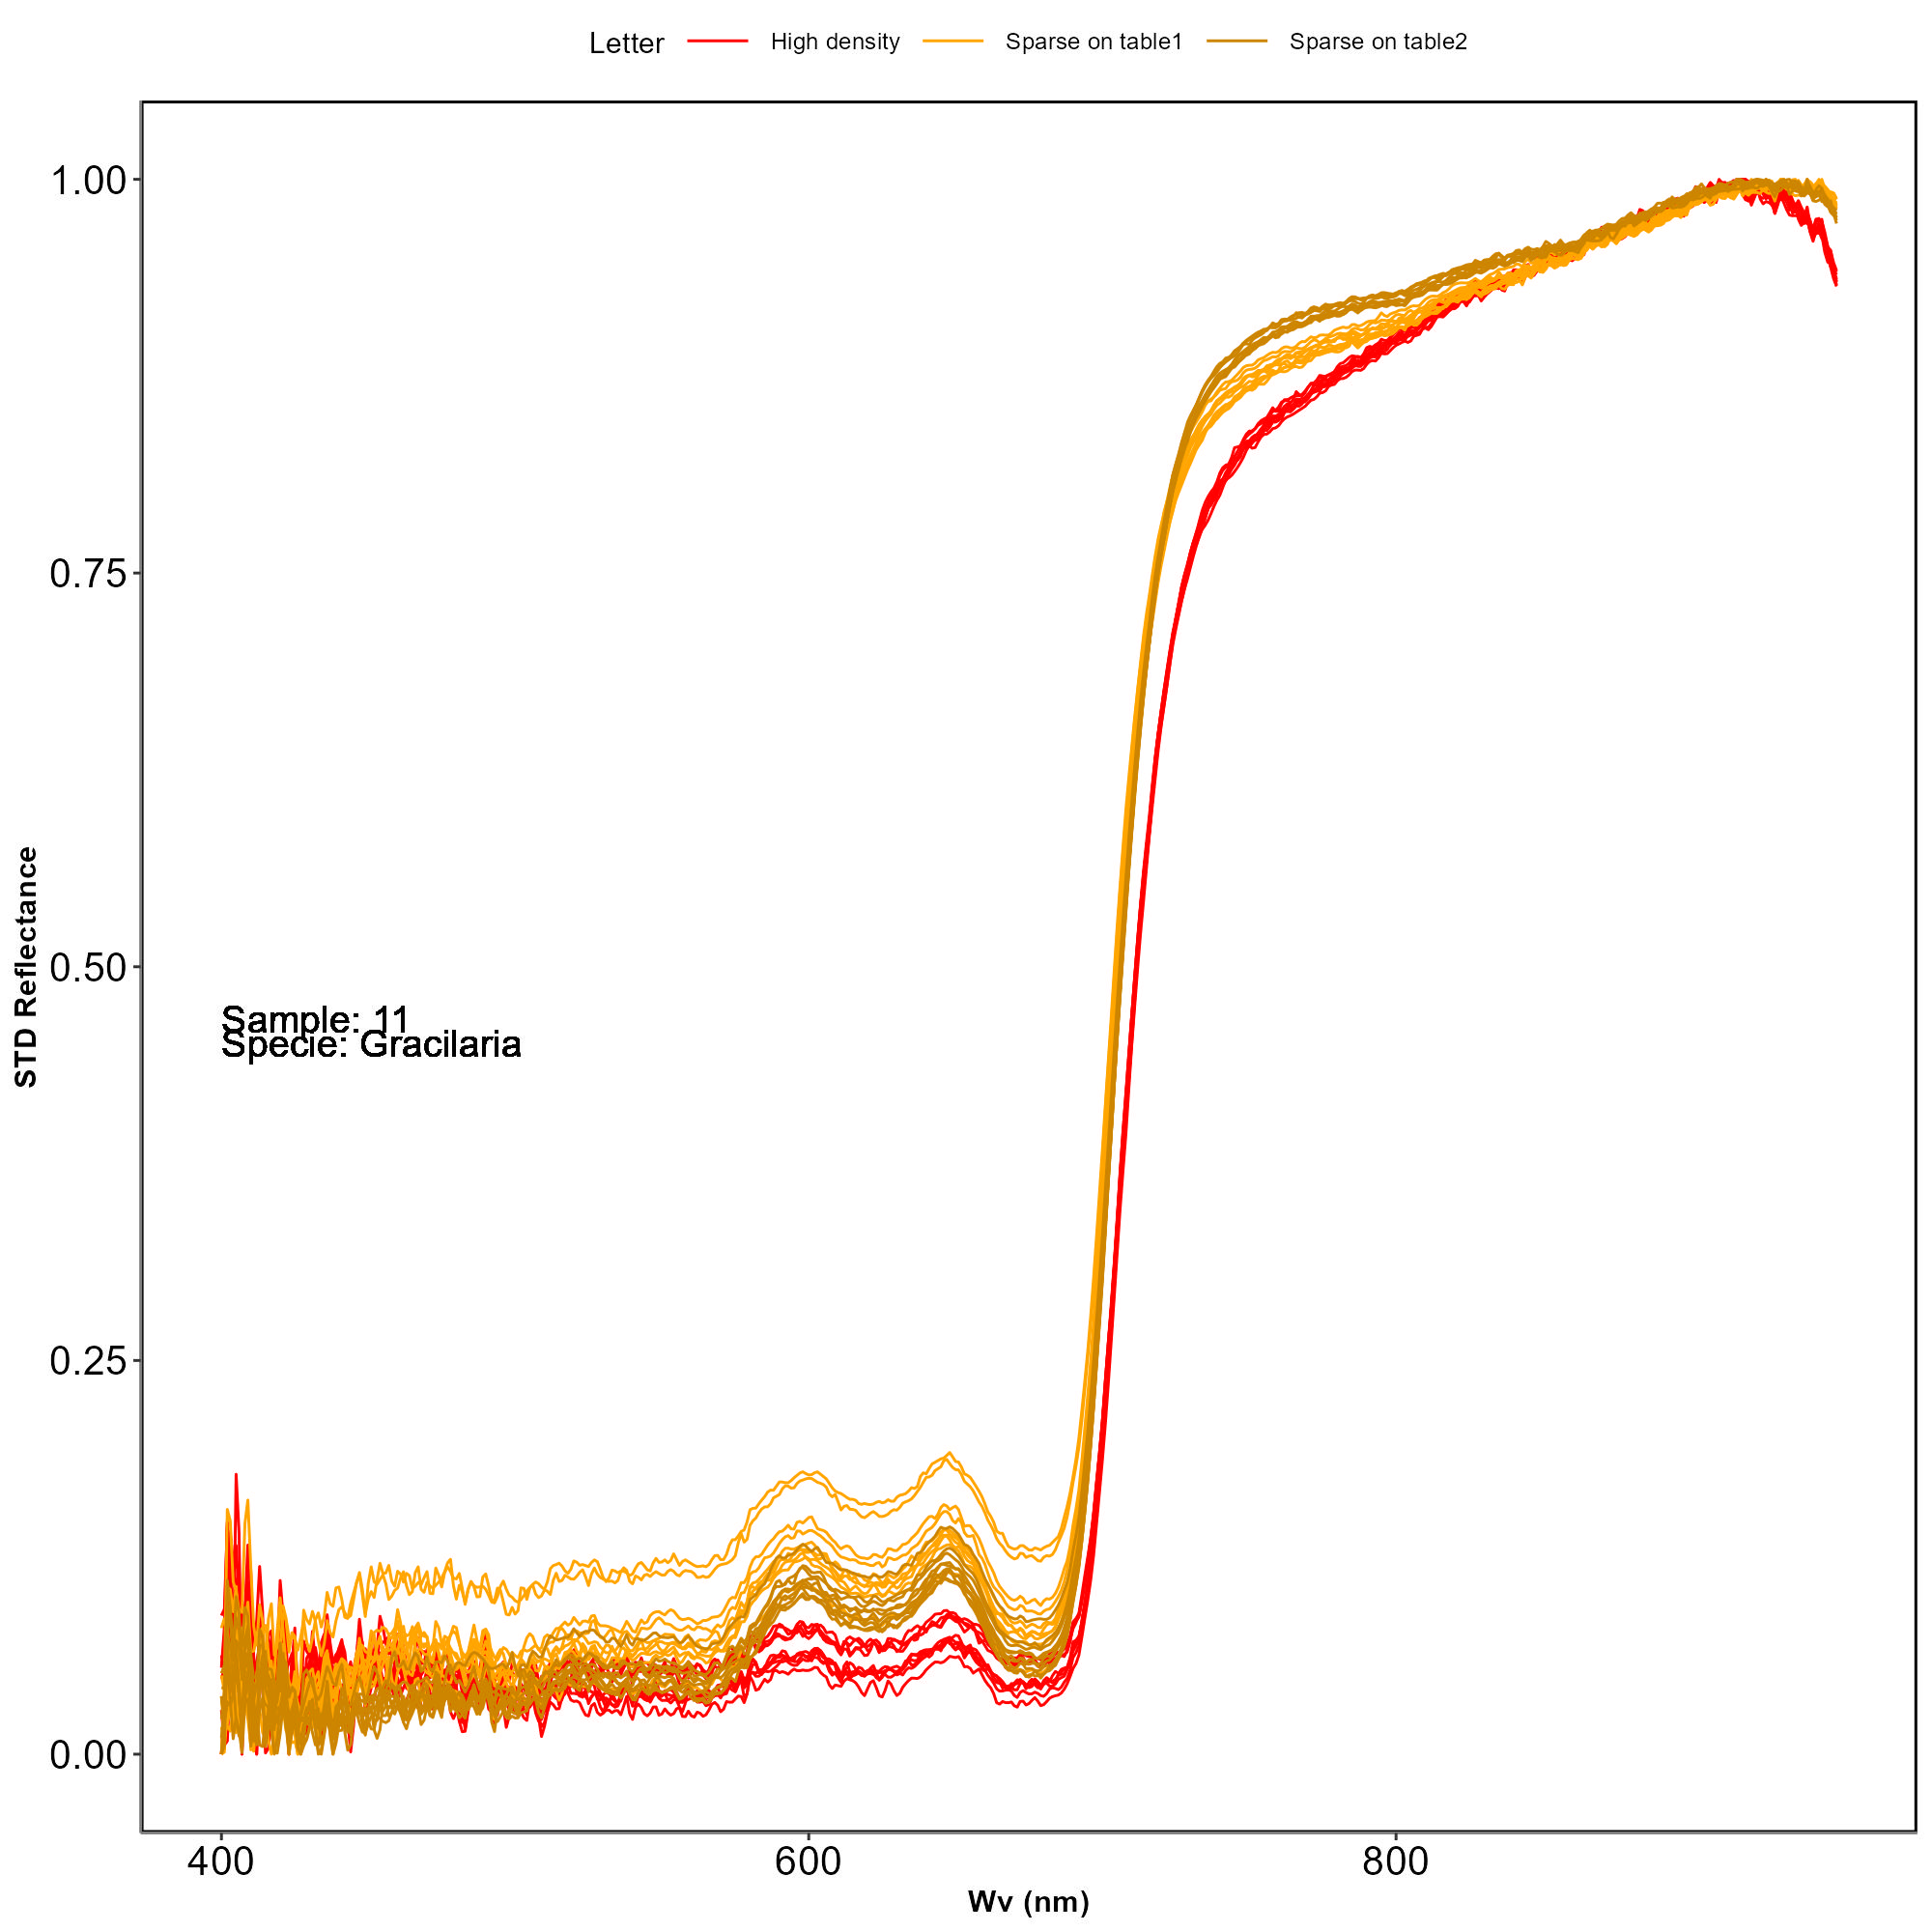 Letter High density Sparse on table1 Sparse on table2
1.00
0.75
0.50
0.25
0.00
STD Reflectance
Sample: 11
Specie: Gracilaria
400 600 800
Wv (nm)